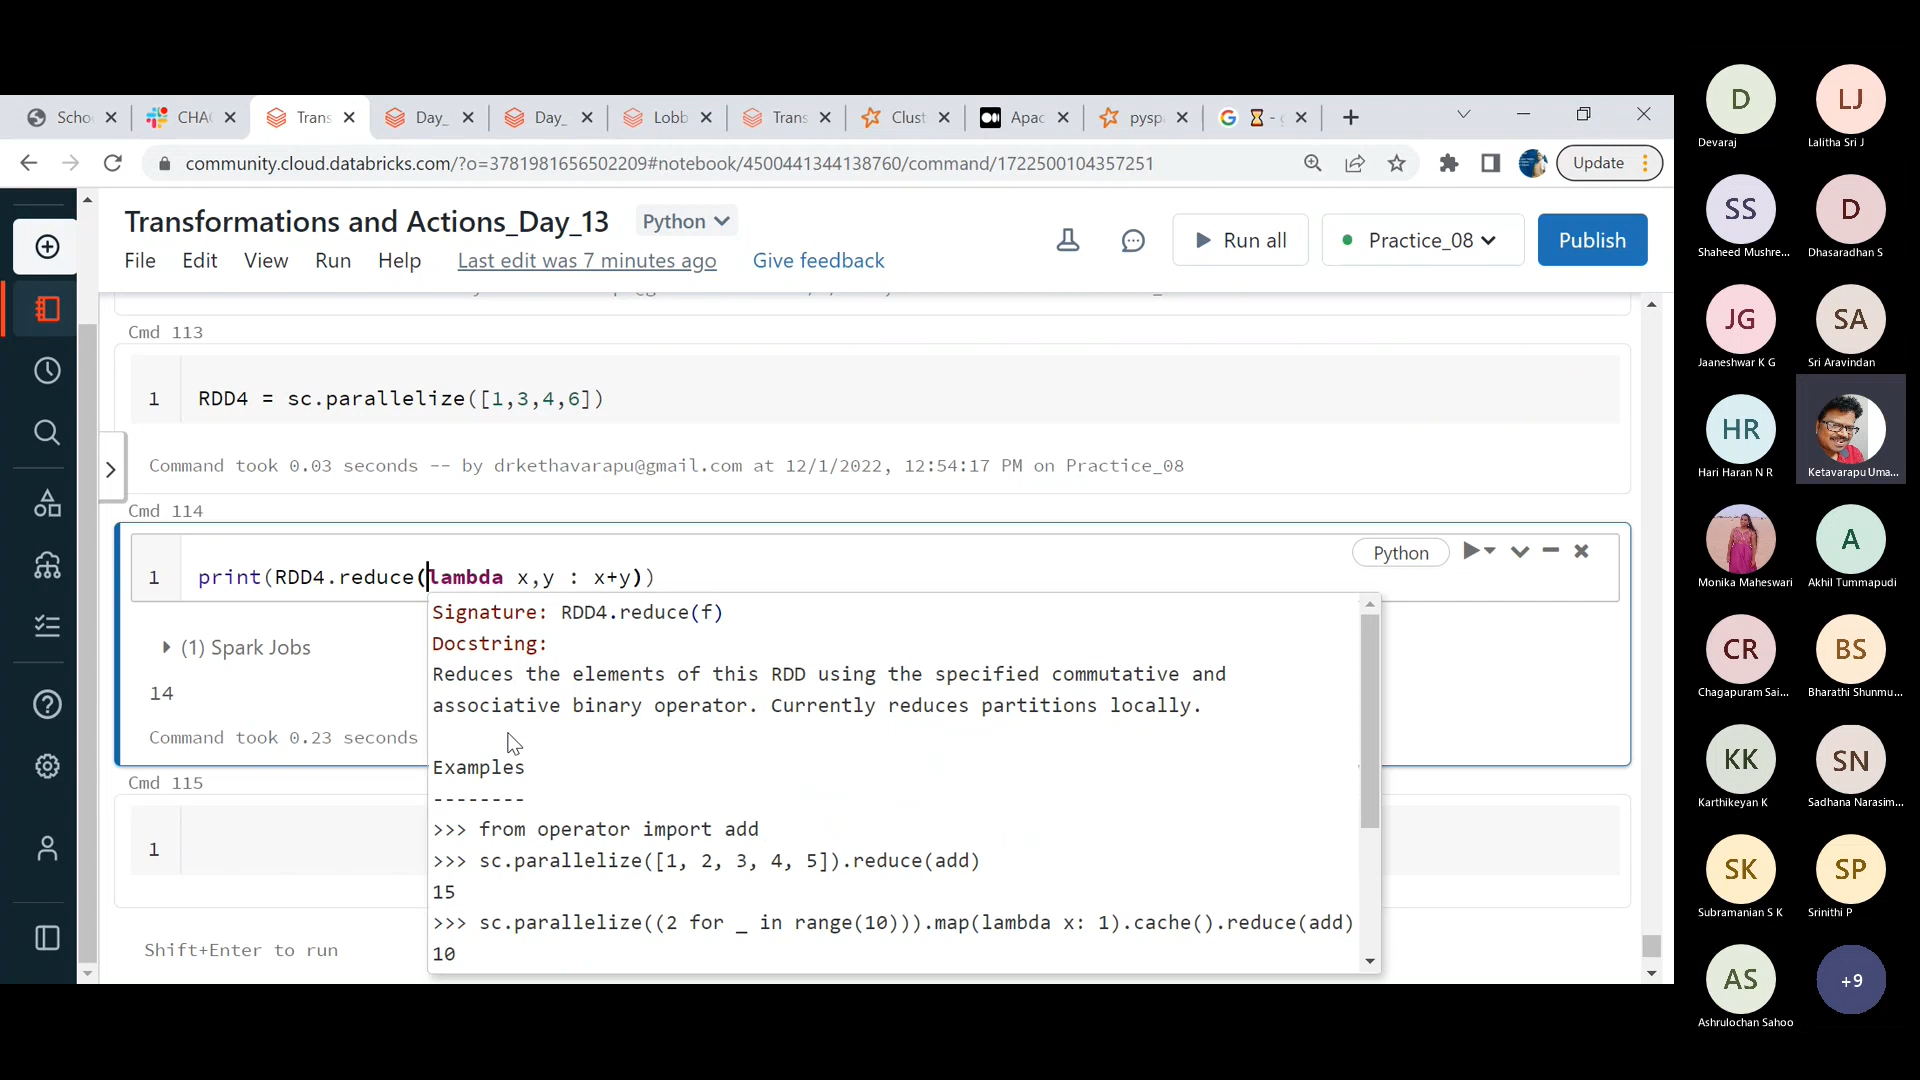 Scho
CHAC
Trans
Day_
Day_
Lobb
Trans
Clust
Apac
pysp
community.cloud.databricks.com/?o=3781981656502209#notebook/4500441344138760/command/1722500104357251
Update
Transformations and Actions_Day_13
Python
File Edit View Run Help Last edit was 7 minutes ago Give feedback
Run all
Practice_08
Publish
Cmd 113
1 RDD4 = sc.parallelize([1,3,4,6])
Command took 0.03 seconds -- by drkethavarapu@gmail.com at 12/1/2022, 12:54:17 PM on Practice_08
Cmd 114
Python
1 print(RDD4.reduce(lambda x,y : x+y))
(1) Spark Jobs
14
Command took 0.23 seconds
Signature: RDD4.reduce(f)
Docstring:
Reduces the elements of this RDD using the specified commutative and
associative binary operator. Currently reduces partitions locally.
Examples
--------
>>> from operator import add
>>> sc.parallelize([1, 2, 3, 4, 5]).reduce(add)
15
>>> sc.parallelize((2 for _ in range(10))).map(lambda x: 1).cache().reduce(add)
10
Cmd 115
1
Shift+Enter to run
D
Devaraj
LJ
Lalitha Sri J
SS
Shaheed Mushre...
D
Dhasaradhan S
JG
Jaaneshwar K G
SA
Sri Aravindan
HR
Hari Haran N R
Ketavarapu Uma...
Monika Maheswari
A
Akhil Tummapudi
CR
Chagapuram Sai...
BS
Bharathi Shunmu...
KK
Karthikeyan K
SN
Sadhana Narasim...
SK
Subramanian S K
SP
Srinithi P
AS
Ashrulochan Sahoo
+9